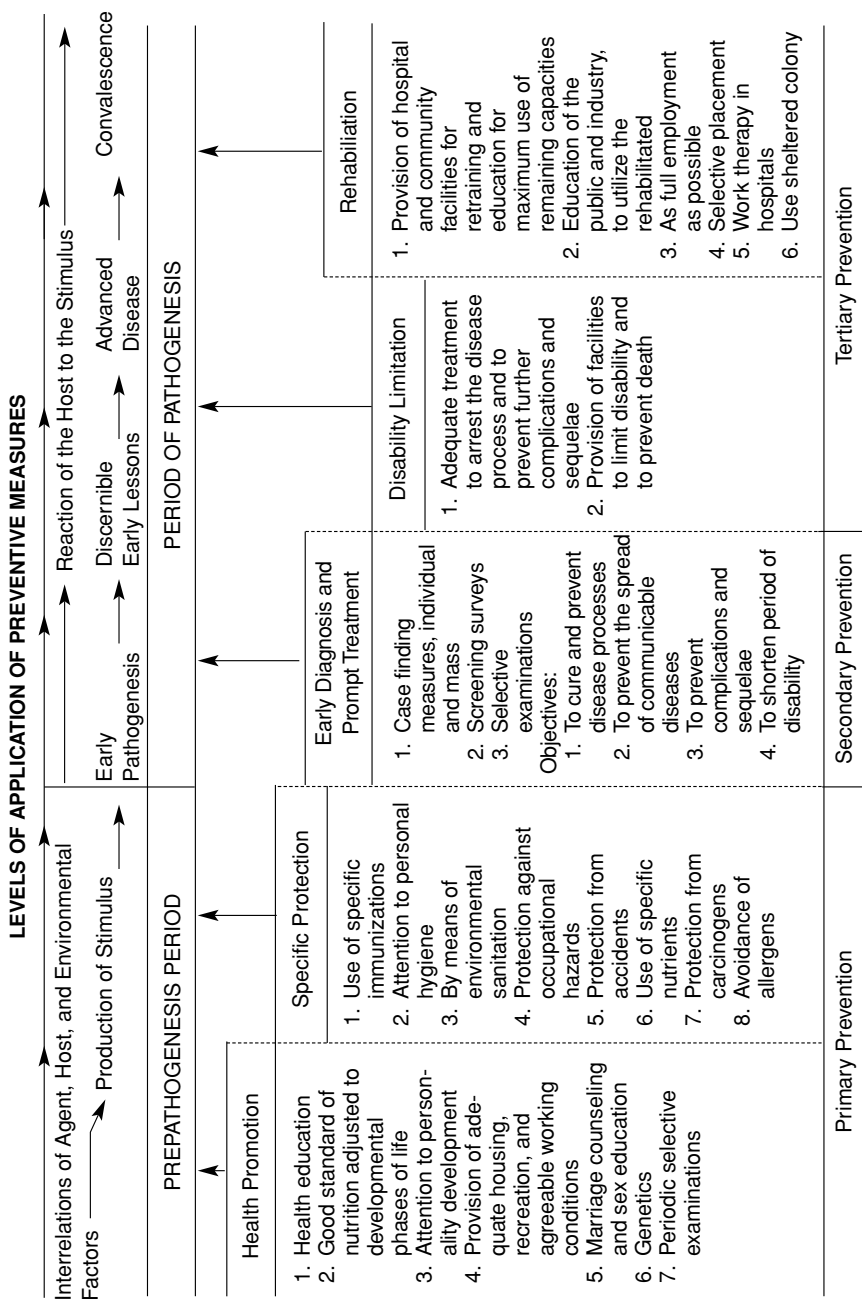 LEVELS OF APPLICATION OF PREVENTIVE MEASURES
Interrelations of Agent, Host, and Environmental
Factors
Production of Stimulus
Reaction of the Host to the Stimulus
Early
Pathogenesis
Discernible
Early Lessons
Advanced
Disease
Convalescence
PREPATHOGENESIS PERIOD
PERIOD OF PATHOGENESIS
Health Promotion
1. Health education
2. Good standard of
nutrition adjusted to
developmental
phases of life
3. Attention to person-
ality development
4. Provision of ade-
quate housing,
recreation, and
agreeable working
conditions
5. Marriage counseling
and sex education
6. Genetics
7. Periodic selective
examinations
Specific Protection
1. Use of specific
immunizations
2. Attention to personal
hygiene
3. By means of
environmental
sanitation
4. Protection against
occupational
hazards
5. Protection from
accidents
6. Use of specific
nutrients
7. Protection from
carcinogens
8. Avoidance of
allergens
Early Diagnosis and
Prompt Treatment
1. Case finding
measures, individual
and mass
2. Screening surveys
3. Selective
examinations
Objectives:
1. To cure and prevent
disease processes
2. To prevent the spread
of communicable
diseases
3. To prevent
complications and
sequelae
4. To shorten period of
disability
Disability Limitation
1. Adequate treatment
to arrest the disease
process and to
prevent further
complications and
sequelae
2. Provision of facilities
to limit disability and
to prevent death
Rehabiliation
1. Provision of hospital
and community
facilities for
retraining and
education for
maximum use of
remaining capacities
2. Education of the
public and industry,
to utilize the
rehabilitated
3. As full employment
as possible
4. Selective placement
5. Work therapy in
hospitals
6. Use sheltered colony
Primary Prevention
Secondary Prevention
Tertiary Prevention